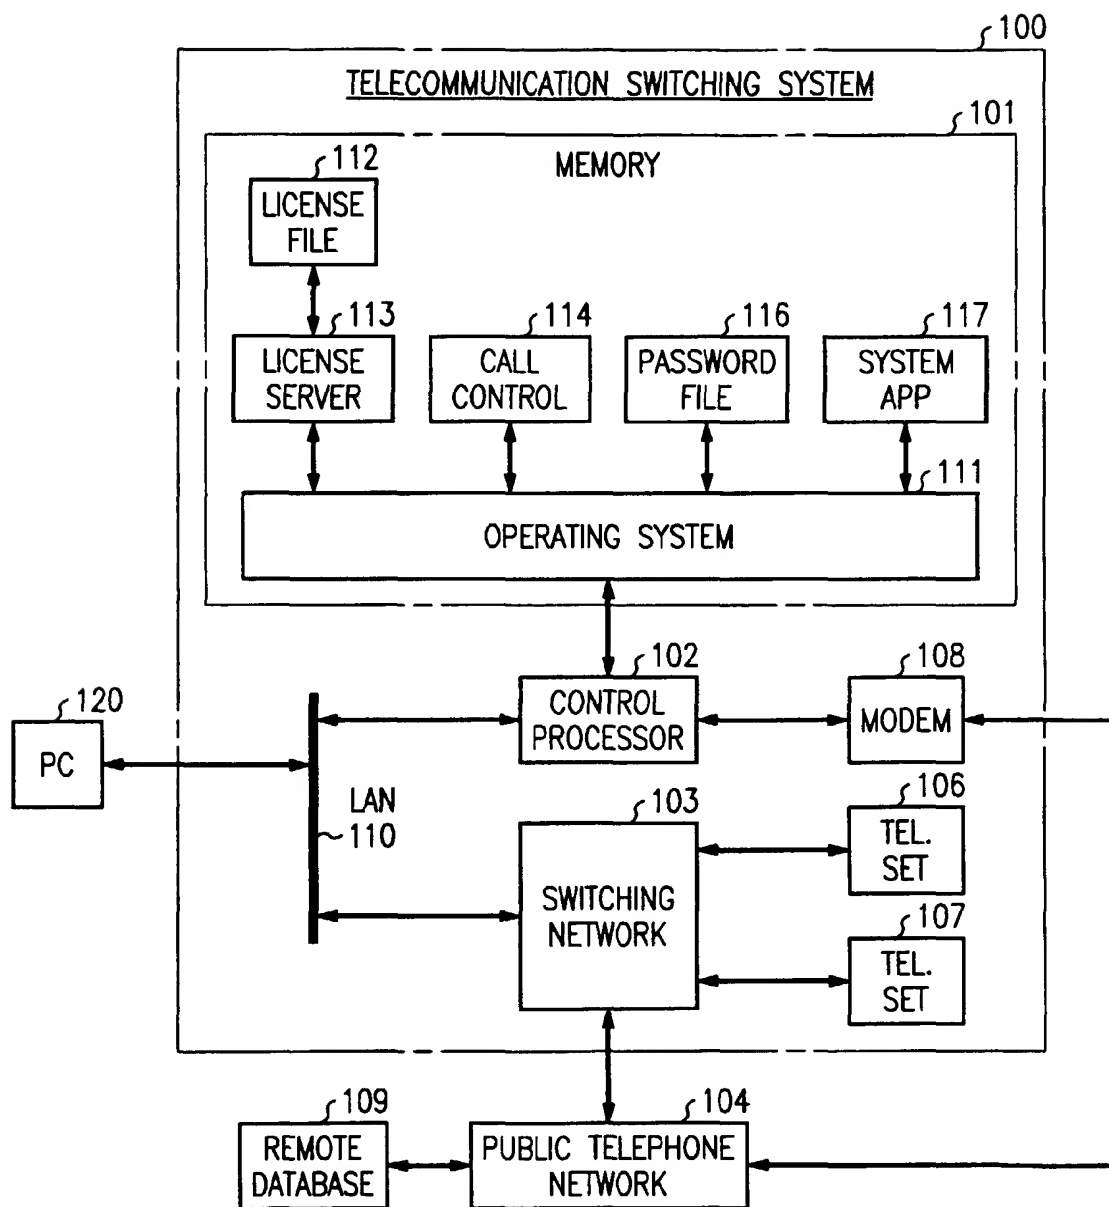 100
TELECOMMUNICATION SWITCHING SYSTEM
101
MEMORY
112
LICENSE
FILE
113
LICENSE
SERVER
114
CALL
CONTROL
116
PASSWORD
FILE
117
SYSTEM
APP
111
OPERATING SYSTEM
102
CONTROL
PROCESSOR
108
MODEM
120
PC
LAN
110
103
SWITCHING
NETWORK
106
TEL.
SET
107
TEL.
SET
109
REMOTE
DATABASE
104
PUBLIC TELEPHONE
NETWORK